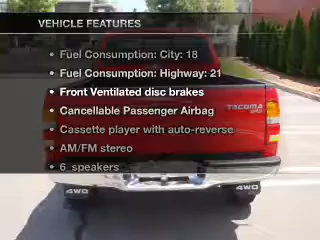 VEHICLE FEATURES
Fuel Consumption: City: 18
Fuel Consumption: Highway: 21
Front Ventilated disc brakes
Cancellable Passenger Airbag
TACOMA
Cassette player with auto-reverse
AM/FM stereo
6 speakers
4WD
4WD